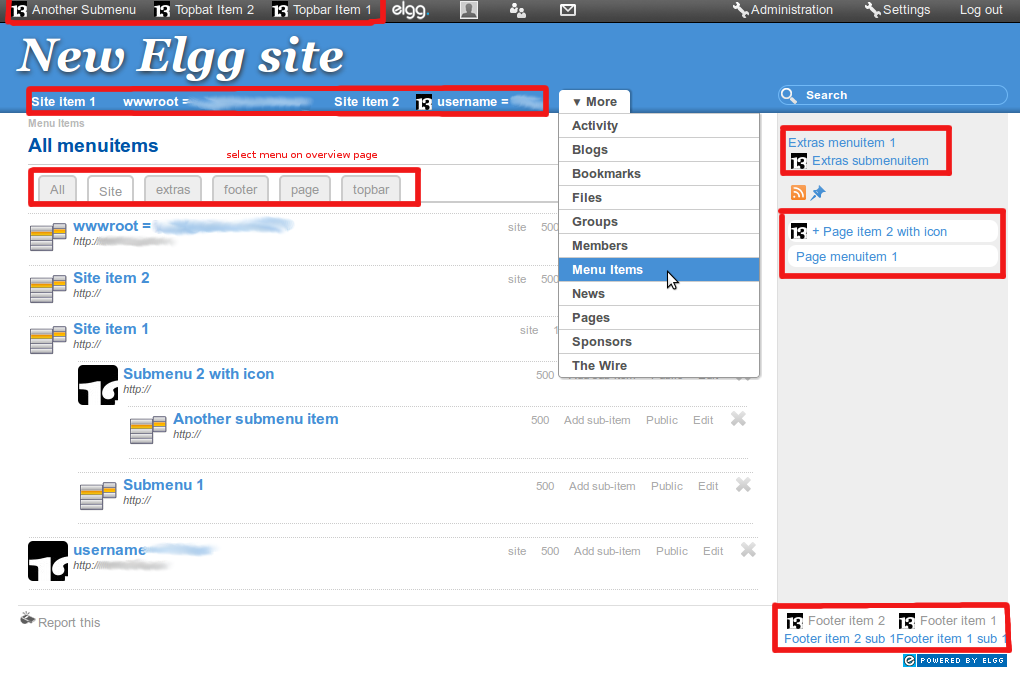 Another Submenu Topbat Item 2 Topbar Item 1 elgg. Administration Settings Log out
New Elgg site
Site item 1 wwwroot = Site item 2 username = ▼ More Search
Menu Items
All menuitems
select menu on overview page
All Site extras footer page topbar
Activity
Blogs
Bookmarks
Files
Groups
Members
Menu Items
News
Pages
Sponsors
The Wire
Extras menuitem 1
Extras submenuitem
+ Page item 2 with icon
Page menuitem 1
wwwroot = site 500
http:/
Site item 2 site 500
http://
Site item 1 site
http://
Submenu 2 with icon 500
http://
Another submenu item 500 Add sub-item Public Edit
http://
Submenu 1 500 Add sub-item Public Edit
http://
username site 500 Add sub-item Public Edit
http:/
Report this
Footer item 2 Footer item 1
Footer item 2 sub 1 Footer item 1 sub 1
POWERED BY ELGG